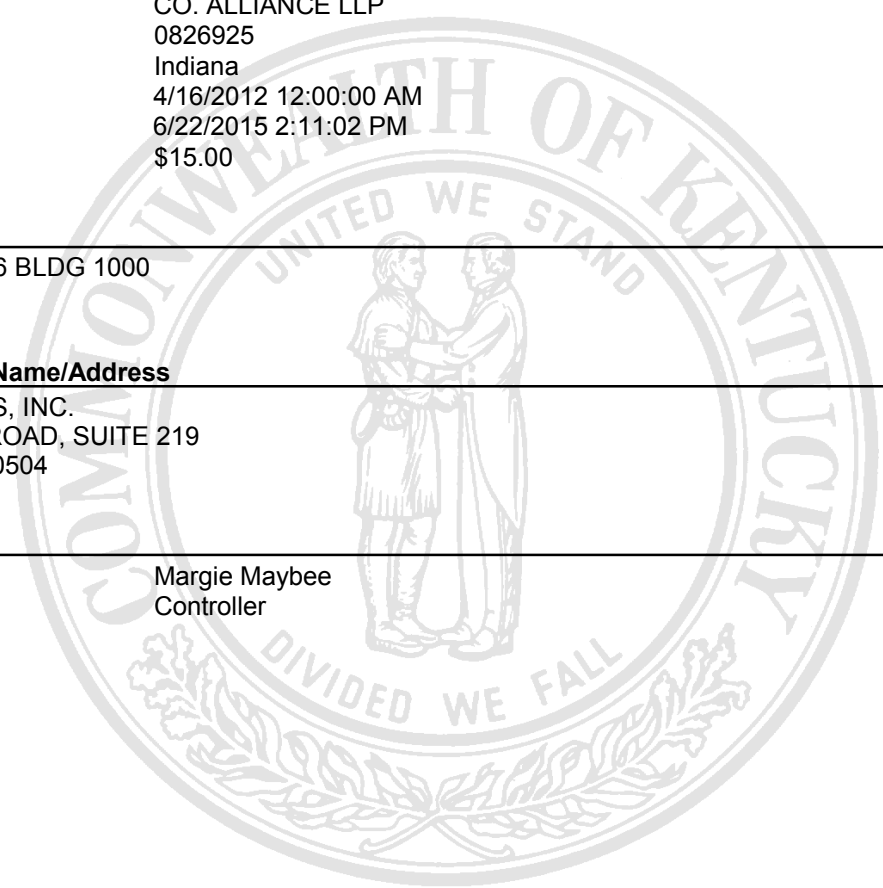 CO. ALLIANCE LLP
0826925
Indiana
4/16/2012 12:00:00 AM
6/22/2015 2:11:02 PM
$15.00
COMMONWEALTH OF KENTUCKY
UNITED WE STAND
6 BLDG 1000
Name/Address
S, INC.
ROAD, SUITE 219
0504
Margie Maybee
Controller
DIVIDED WE FALL